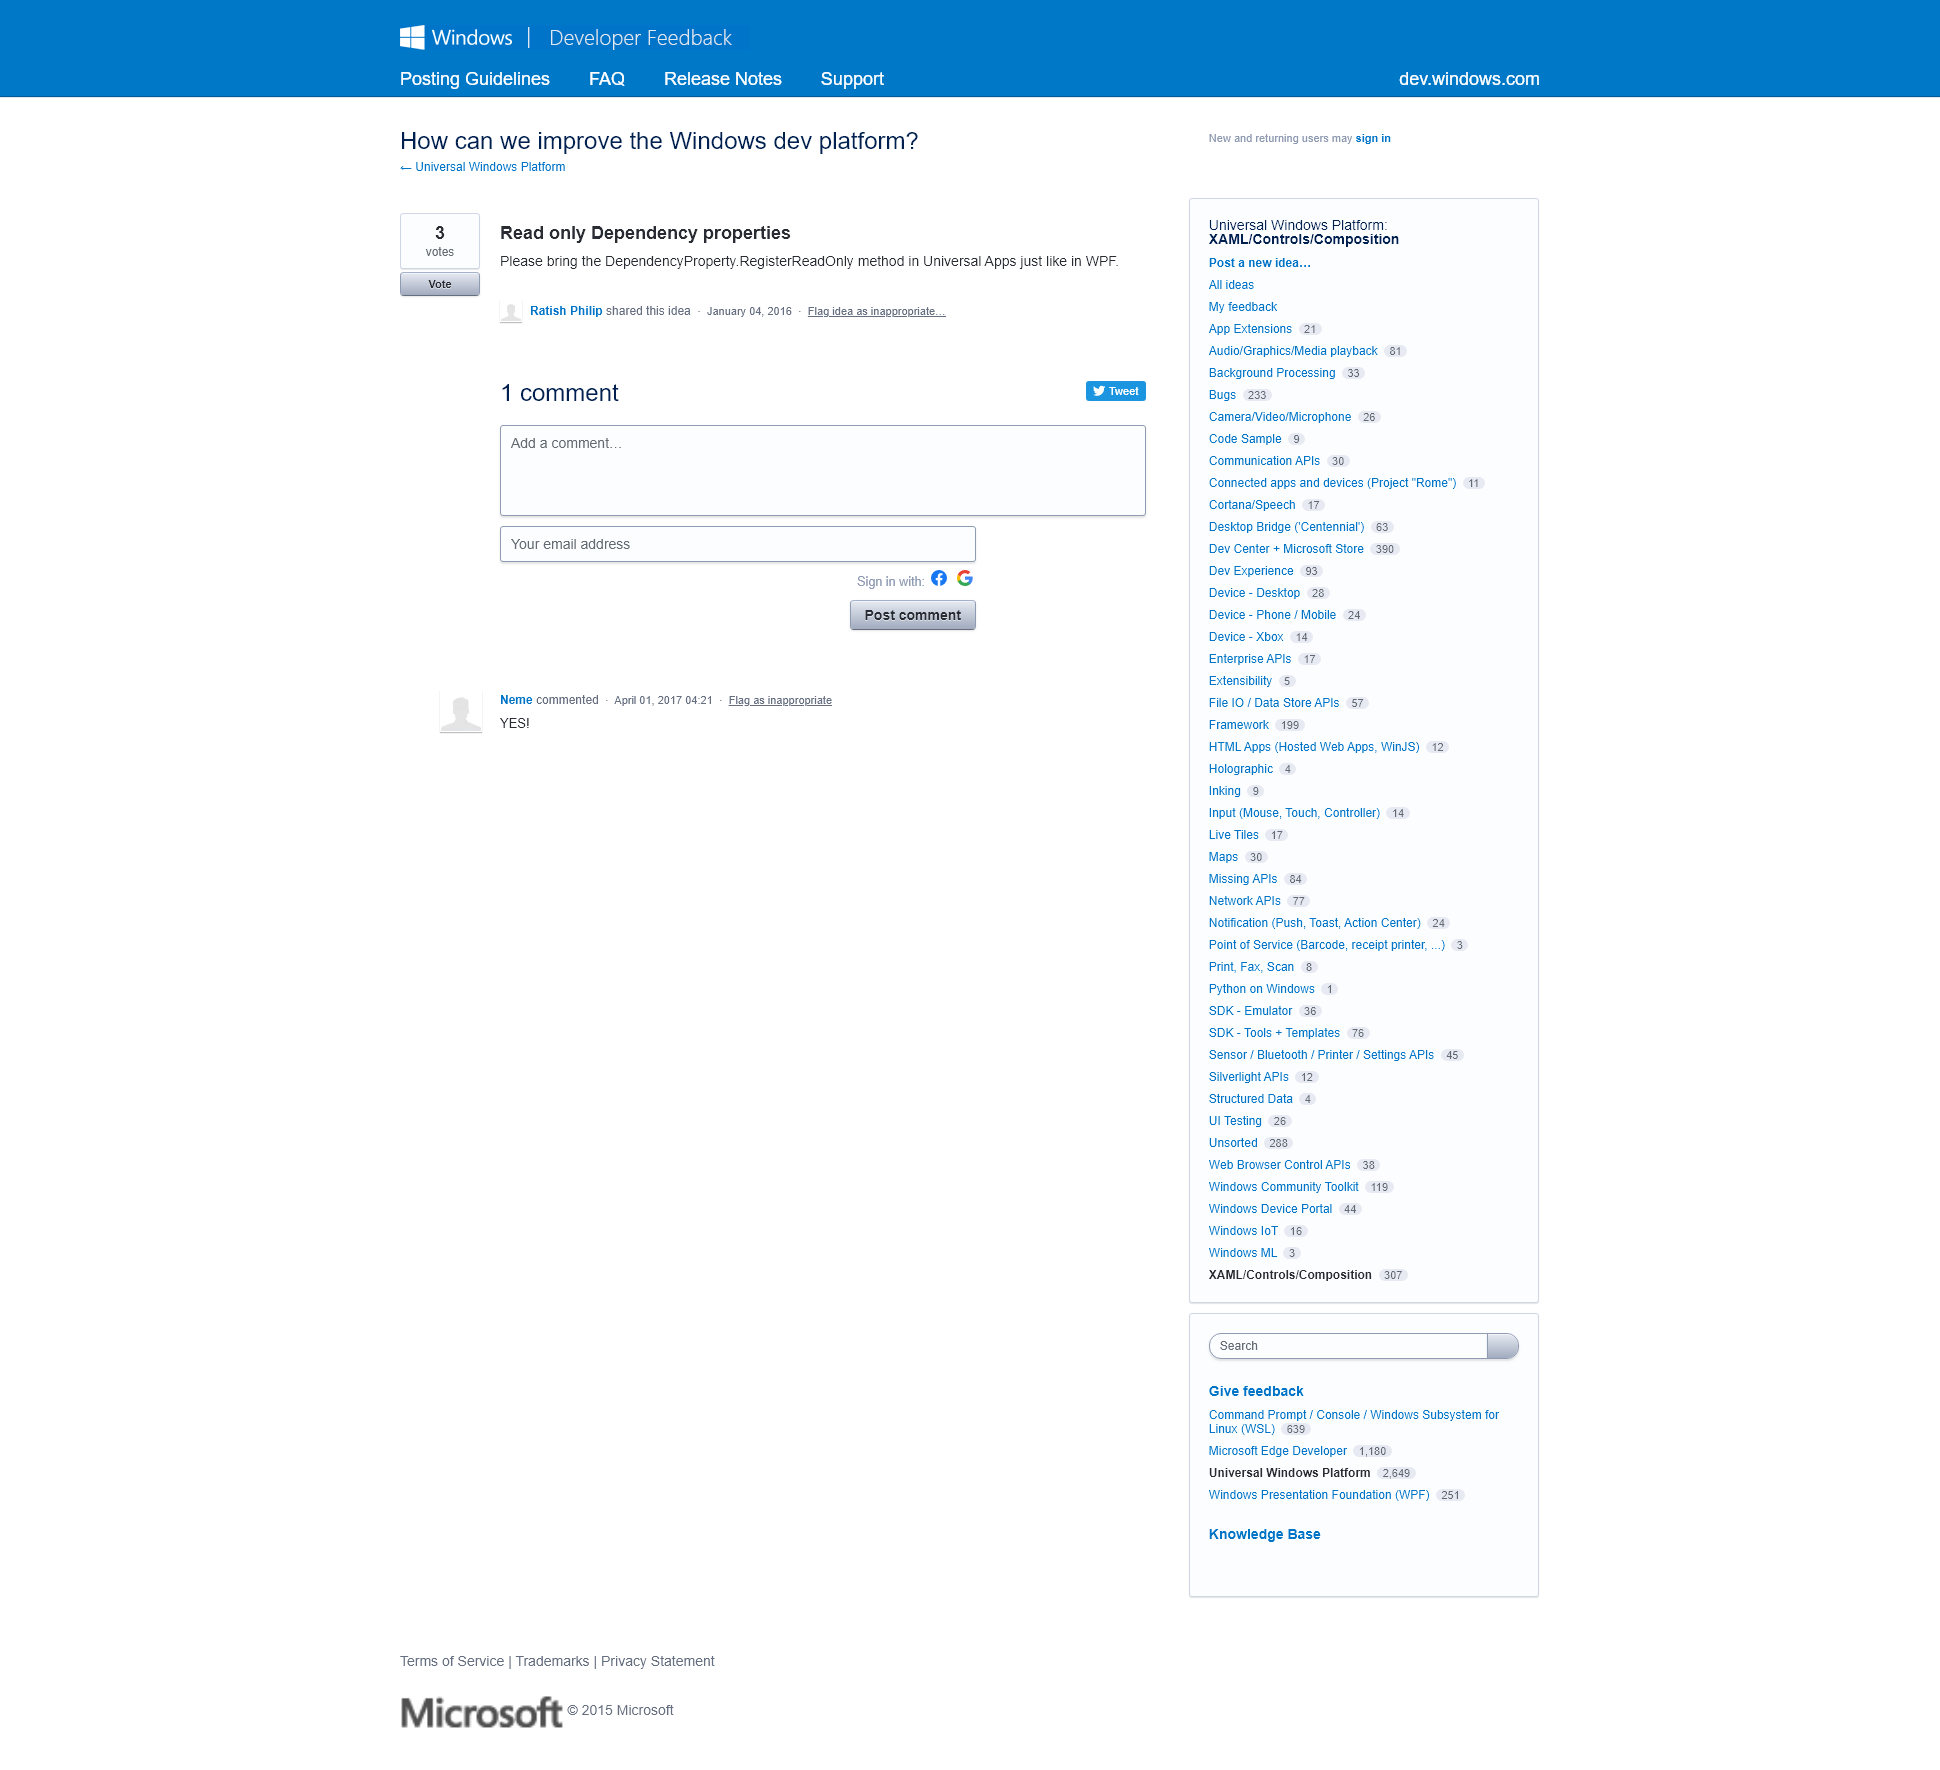 Windows | Developer Feedback
Posting Guidelines FAQ Release Notes Support dev.windows.com
How can we improve the Windows dev platform?
← Universal Windows Platform
New and returning users may sign in
3
votes
Vote
Read only Dependency properties
Please bring the DependencyProperty.RegisterReadOnly method in Universal Apps just like in WPF.
Ratish Philip shared this idea · January 04, 2016 · Flag idea as inappropriate…
1 comment
Tweet
Add a comment…
Your email address
Sign in with:
Post comment
Neme commented · April 01, 2017 04:21 · Flag as inappropriate
YES!
Universal Windows Platform:
XAML/Controls/Composition
Post a new idea…
All ideas
My feedback
App Extensions 21
Audio/Graphics/Media playback 81
Background Processing 33
Bugs 233
Camera/Video/Microphone 26
Code Sample 9
Communication APIs 30
Connected apps and devices (Project "Rome") 11
Cortana/Speech 17
Desktop Bridge ('Centennial') 63
Dev Center + Microsoft Store 390
Dev Experience 93
Device - Desktop 28
Device - Phone / Mobile 24
Device - Xbox 14
Enterprise APIs 17
Extensibility 5
File IO / Data Store APIs 57
Framework 199
HTML Apps (Hosted Web Apps, WinJS) 12
Holographic 4
Inking 9
Input (Mouse, Touch, Controller) 14
Live Tiles 17
Maps 30
Missing APIs 84
Network APIs 77
Notification (Push, Toast, Action Center) 24
Point of Service (Barcode, receipt printer, ...) 3
Print, Fax, Scan 8
Python on Windows 1
SDK - Emulator 36
SDK - Tools + Templates 76
Sensor / Bluetooth / Printer / Settings APIs 45
Silverlight APIs 12
Structured Data 4
UI Testing 26
Unsorted 288
Web Browser Control APIs 38
Windows Community Toolkit 119
Windows Device Portal 44
Windows IoT 16
Windows ML 3
XAML/Controls/Composition 307
Search
Give feedback
Command Prompt / Console / Windows Subsystem for
Linux (WSL) 639
Microsoft Edge Developer 1,180
Universal Windows Platform 2,649
Windows Presentation Foundation (WPF) 251
Knowledge Base
Terms of Service | Trademarks | Privacy Statement
Microsoft © 2015 Microsoft